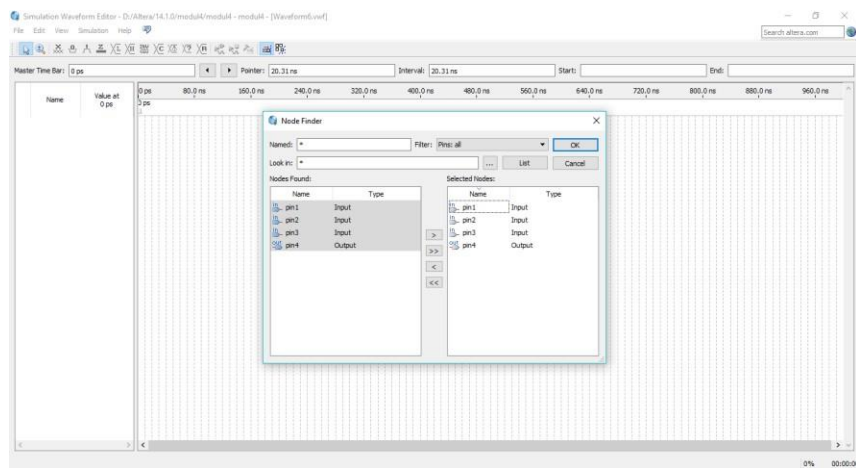 Simulation Waveform Editor - D:/Altera/14.1.0/modul4/modul4 - modul4 - [Waveform6.vwf]
File Edit View Simulation Help
Search altera.com
Master Time Bar: 0 ps Pointer: 20.31 ns Interval: 20.31 ns Start: End:
Name Value at 0 ps
0 ps 80.0 ns 160.0 ns 240.0 ns 320.0 ns 400.0 ns 480.0 ns 560.0 ns 640.0 ns 720.0 ns 800.0 ns 880.0 ns 960.0 ns
0 ps
Node Finder
Named: * Filter: Pins: all OK
Look in: * ... List Cancel
Nodes Found: Selected Nodes:
Name Type Name Type
pin1 Input pin1 Input
pin2 Input pin2 Input
pin3 Input pin3 Input
pin4 Output pin4 Output
>
>>
<
<<
0% 00:00:0